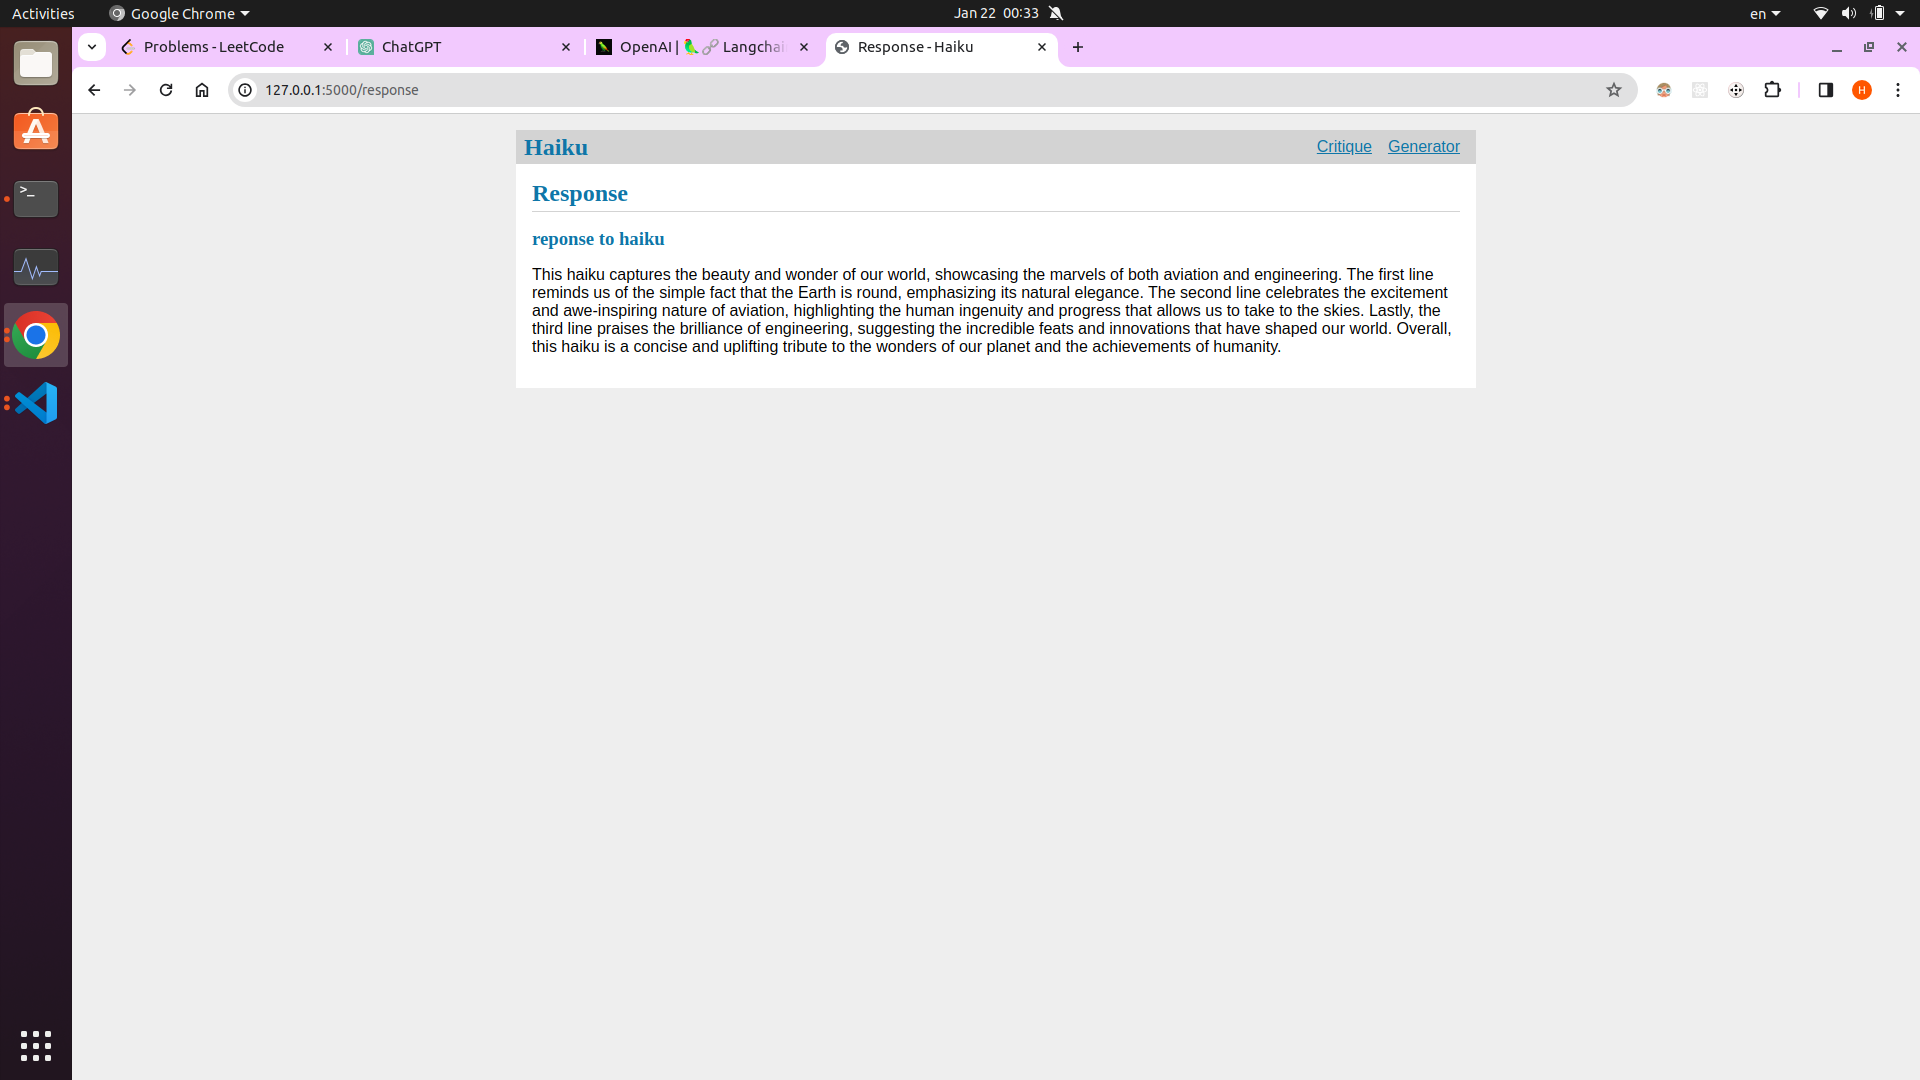 Activities
Google Chrome
Jan 22 00:33
en
Problems - LeetCode
ChatGPT
OpenAI | Langchai
Response - Haiku
127.0.0.1:5000/response
H
Haiku
Critique
Generator
Response
reponse to haiku
This haiku captures the beauty and wonder of our world, showcasing the marvels of both aviation and engineering. The first line
reminds us of the simple fact that the Earth is round, emphasizing its natural elegance. The second line celebrates the excitement
and awe-inspiring nature of aviation, highlighting the human ingenuity and progress that allows us to take to the skies. Lastly, the
third line praises the brilliance of engineering, suggesting the incredible feats and innovations that have shaped our world. Overall,
this haiku is a concise and uplifting tribute to the wonders of our planet and the achievements of humanity.